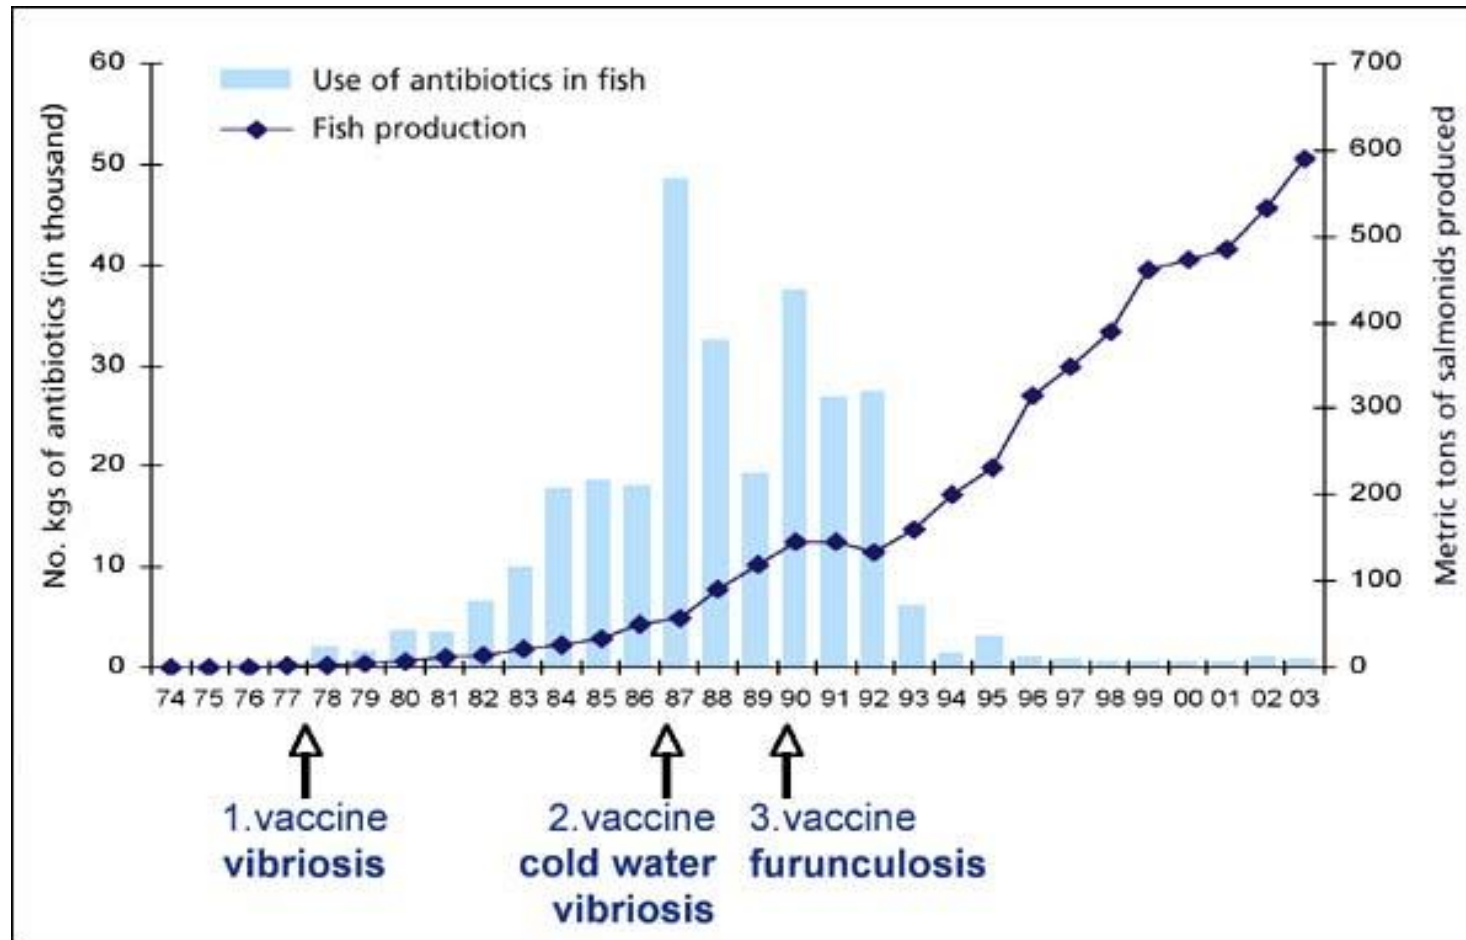 60
50
40
30
20
10
0
No. kgs of antibiotics (in thousand)
Use of antibiotics in fish
Fish production
700
600
500
400
300
200
100
0
Metric tons of salmonids produced
74 75 76 77 78 79 80 81 82 83 84 85 86 87 88 89 90 91 92 93 94 95 96 97 98 99 00 01 02 03
1.vaccine
vibriosis
2.vaccine
cold water
vibriosis
3.vaccine
furunculosis